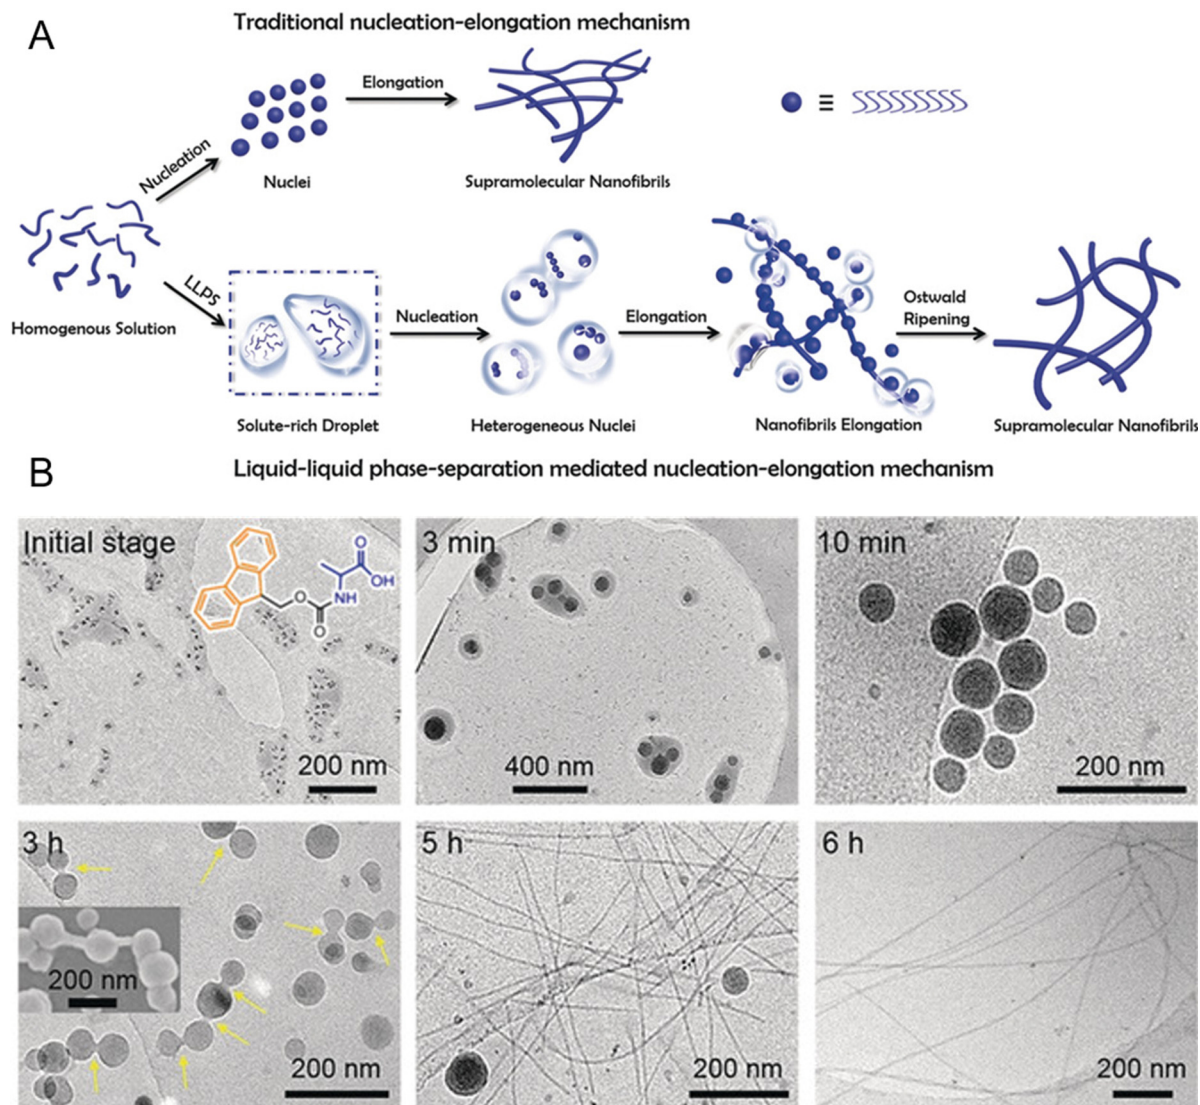 A
Traditional nucleation-elongation mechanism
Nucleation
Nuclei
Elongation
Supramolecular Nanofibrils
≡
Homogenous Solution
LLPS
Solute-rich Droplet
Nucleation
Heterogeneous Nuclei
Elongation
Nanofibrils Elongation
Ostwald
Ripening
Supramolecular Nanofibrils
Liquid-liquid phase-separation mediated nucleation-elongation mechanism
B
Initial stage
O
OH
NH
O
O
200 nm
3 min
400 nm
10 min
200 nm
3 h
200 nm
200 nm
5 h
200 nm
6 h
200 nm